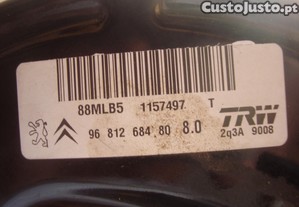 CustoJusto.pt
88MLB5 1157497 T
96 812 684 80 8.0 TRW
2q3A 9008